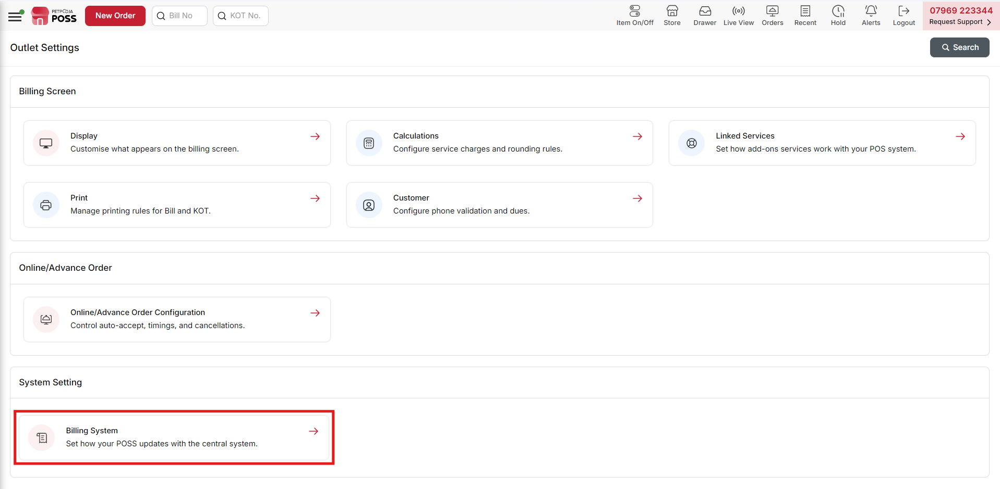 PETPOOJA
POSS
New Order
Bill No
KOT No.
Item On/Off
Store
Drawer
Live View
Orders
Recent
Hold
Alerts
Logout
07969 223344
Request Support
Outlet Settings
Search
Billing Screen
Display
Customise what appears on the billing screen.
Calculations
Configure service charges and rounding rules.
Linked Services
Set how add-ons services work with your POS system.
Print
Manage printing rules for Bill and KOT.
Customer
Configure phone validation and dues.
Online/Advance Order
Online/Advance Order Configuration
Control auto-accept, timings, and cancellations.
System Setting
Billing System
Set how your POSS updates with the central system.